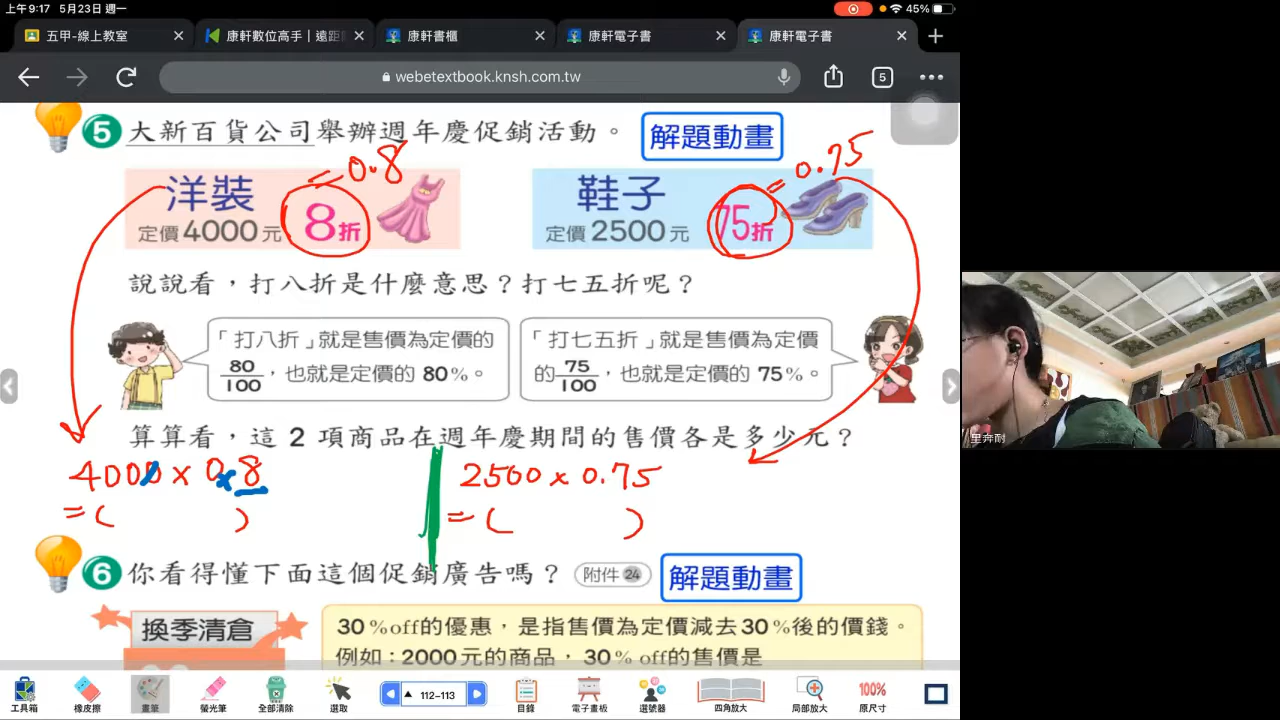 上午9:17 5月23日 週一
45%
五甲-線上教室
康軒數位高手｜遠距
康軒書櫃
康軒電子書
康軒電子書
webetextbook.knsh.com.tw
5
5 大新百貨公司舉辦週年慶促銷活動。
解題動畫
= 0.8
= 0.75
洋裝
定價4000元
8折
鞋子
定價2500元
75折
說說看，打八折是什麼意思？打七五折呢？
「打八折」就是售價為定價的
80/100，也就是定價的 80%。
「打七五折」就是售價為定價
的75/100，也就是定價的 75%。
算算看，這 2 項商品在週年慶期間的售價各是多少元？
4000 × 0.8
= ( )
2500 × 0.75
= ( )
6 你看得懂下面這個促銷廣告嗎？
附件24
解題動畫
換季清倉
30%off的優惠，是指售價為定價減去30%後的價錢。
例如：2000元的商品，30% off的售價是
工具箱
橡皮擦
畫筆
螢光筆
全部清除
選取
112-113
目錄
電子畫板
選號器
四角放大
局部放大
100%
原尺寸
里奔耐